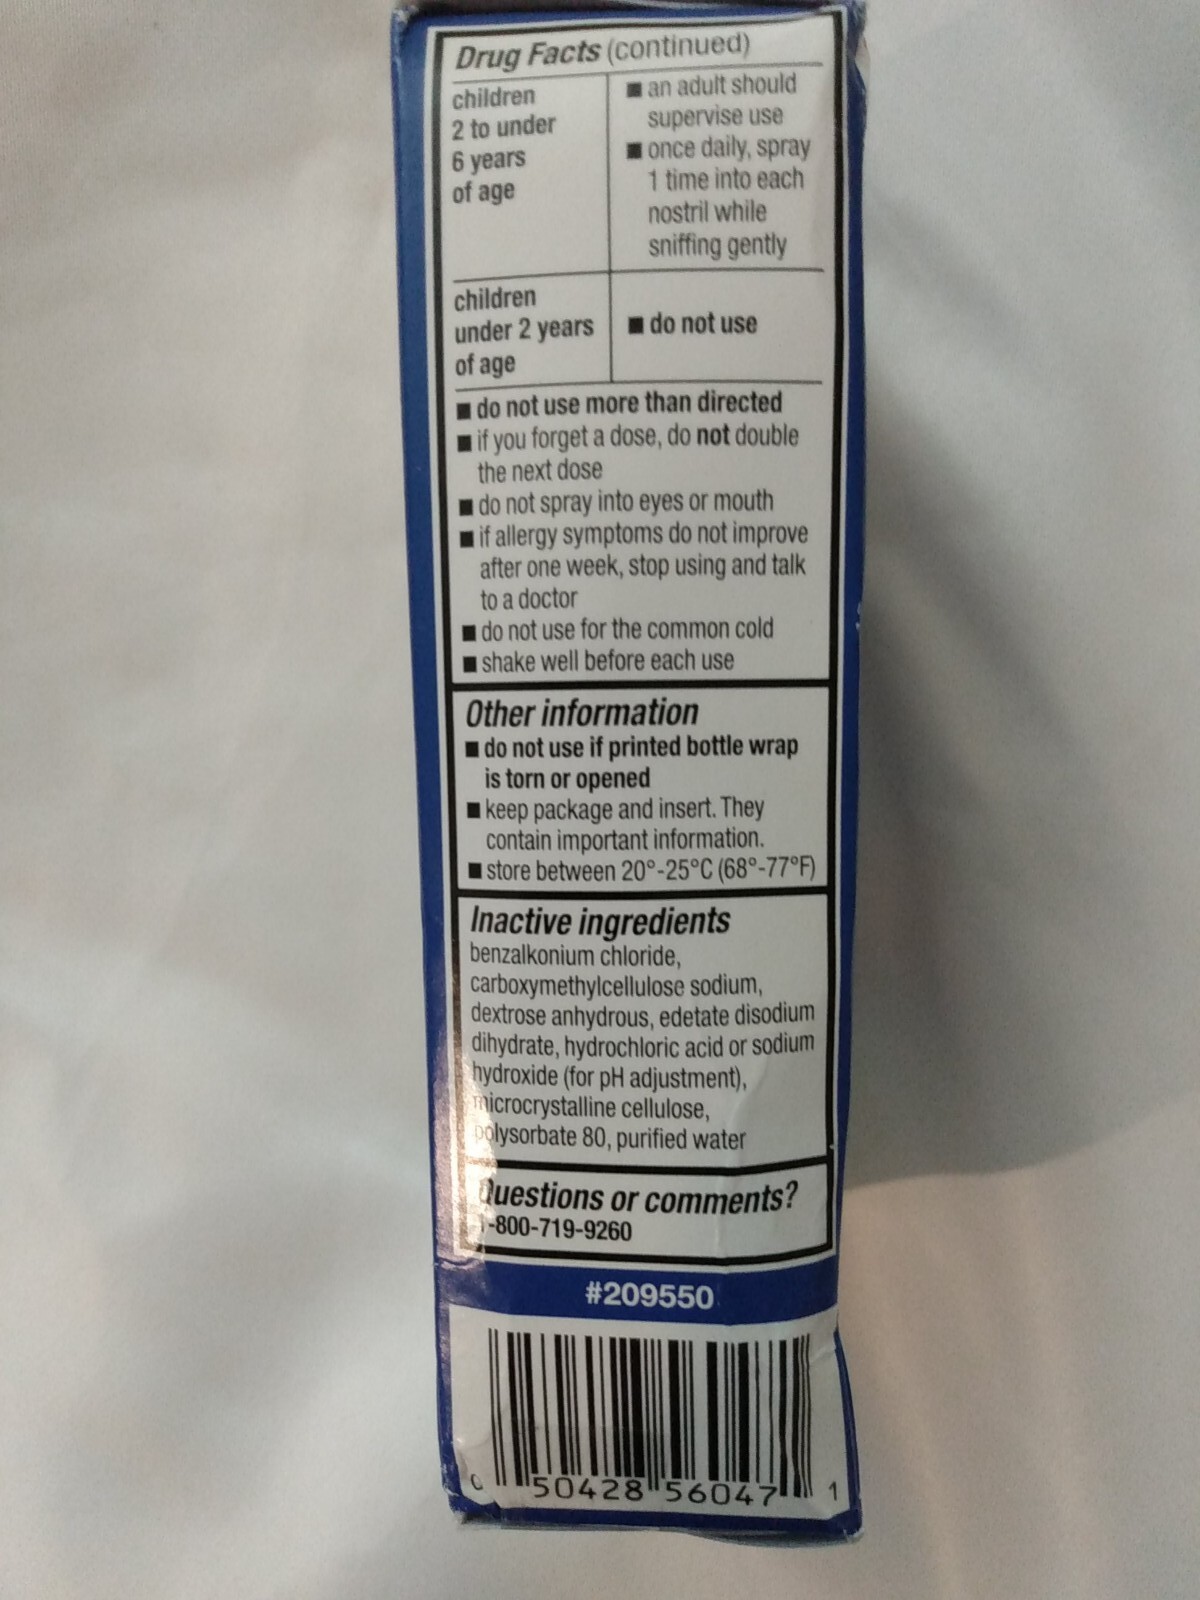 Drug Facts (continued)
children
2 to under
6 years
of age
■ an adult should
supervise use
■ once daily, spray
1 time into each
nostril while
sniffing gently
children
under 2 years
of age
■ do not use
■ do not use more than directed
■ if you forget a dose, do not double
the next dose
■ do not spray into eyes or mouth
■ if allergy symptoms do not improve
after one week, stop using and talk
to a doctor
■ do not use for the common cold
■ shake well before each use
Other information
■ do not use if printed bottle wrap
is torn or opened
■ keep package and insert. They
contain important information.
■ store between 20°-25°C (68°-77°F)
Inactive ingredients
benzalkonium chloride,
carboxymethylcellulose sodium,
dextrose anhydrous, edetate disodium
dihydrate, hydrochloric acid or sodium
hydroxide (for pH adjustment),
microcrystalline cellulose,
polysorbate 80, purified water
Questions or comments?
1-800-719-9260
#209550
0 50428 56047 1